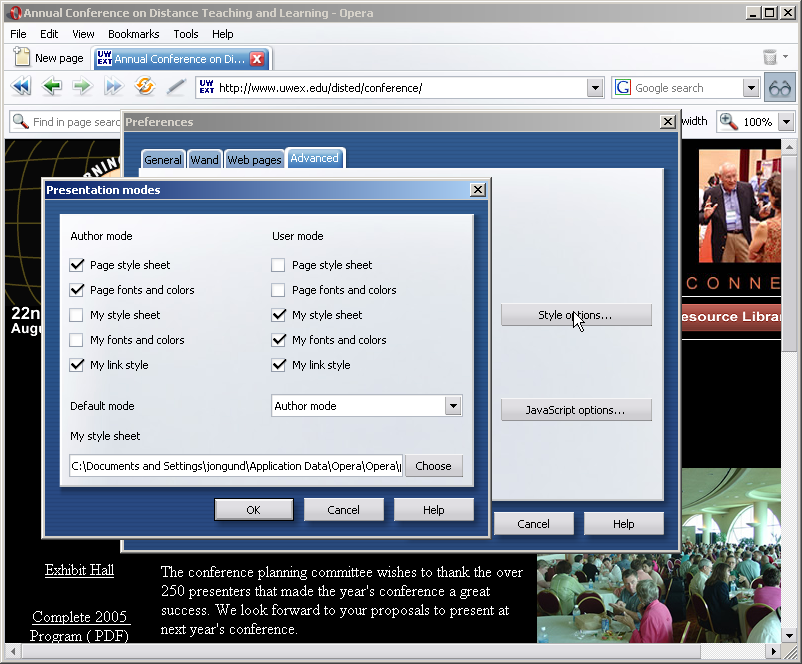 Annual Conference on Distance Teaching and Learning - Opera
File Edit View Bookmarks Tools Help
New page
UW EXT Annual Conference on Di...
UW EXT http://www.uwex.edu/disted/conference/
G Google search
Find in page searc
width 100%
Preferences
General Wand Web pages Advanced
Presentation modes
Author mode User mode
Page style sheet Page style sheet
Page fonts and colors Page fonts and colors
My style sheet My style sheet
My fonts and colors My fonts and colors
My link style My link style
Default mode Author mode
My style sheet
C:\Documents and Settings\jongund\Application Data\Opera\Opera\p Choose
OK Cancel Help
Style options...
JavaScript options...
Cancel Help
RNING
CONNE
22n
Augu
esource Librar
Exhibit Hall
Complete 2005
Program ( PDF)
The conference planning committee wishes to thank the over
250 presenters that made the year's conference a great
success. We look forward to your proposals to present at
next year's conference.